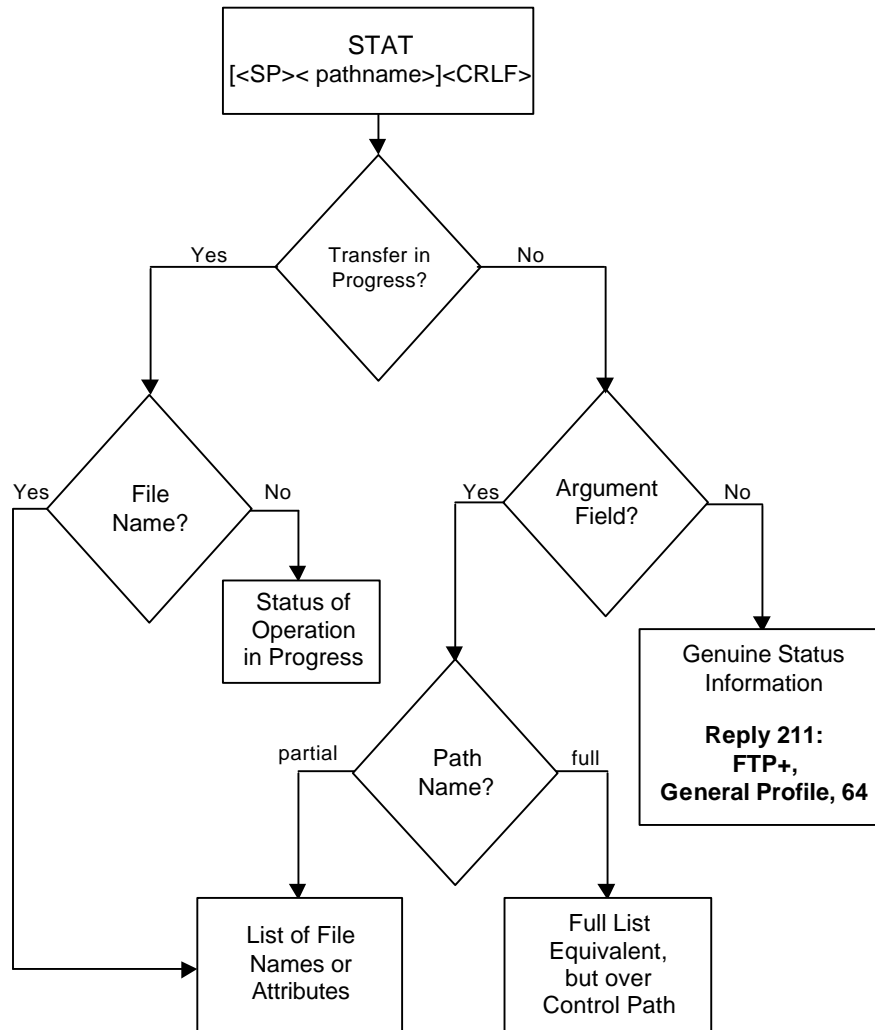 STAT
[<SP>< pathname>]<CRLF>
Transfer in
Progress?
Yes
No
File
Name?
Yes
No
Argument
Field?
Yes
No
Status of
Operation
in Progress
Genuine Status
Information
Reply 211:
FTP+,
General Profile, 64
Path
Name?
partial
full
List of File
Names or
Attributes
Full List
Equivalent,
but over
Control Path